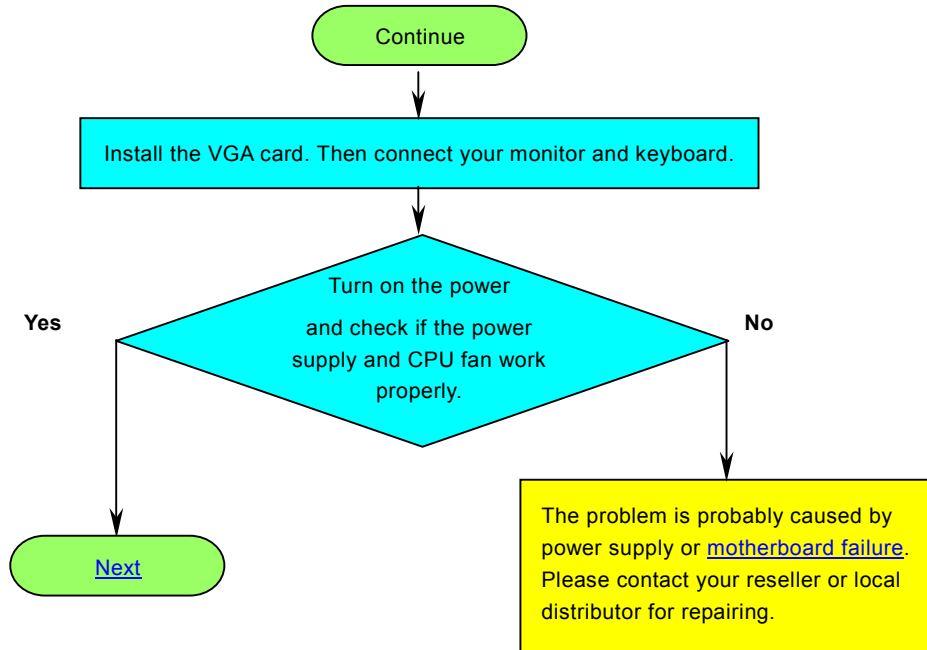 Continue
Install the VGA card. Then connect your monitor and keyboard.
Turn on the power
and check if the power
supply and CPU fan work
properly.
Yes
No
Next
The problem is probably caused by
power supply or motherboard failure.
Please contact your reseller or local
distributor for repairing.